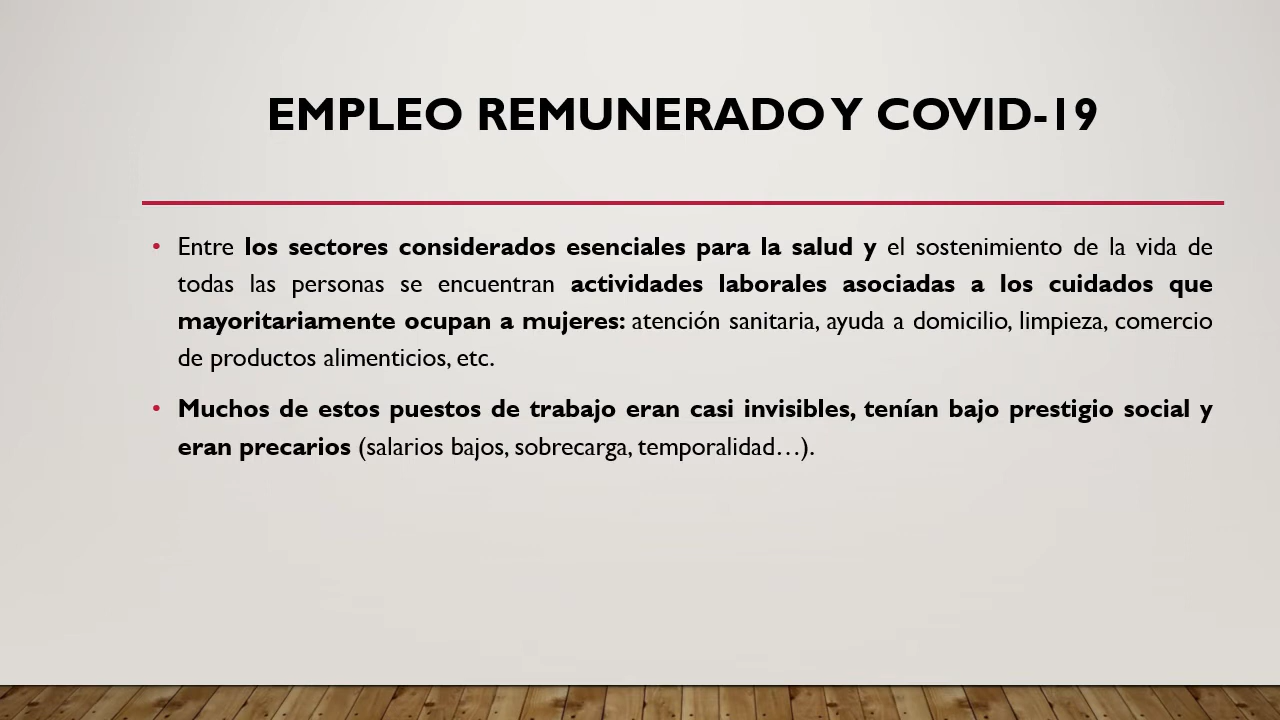 EMPLEO REMUNERADO Y COVID-19
• Entre los sectores considerados esenciales para la salud y el sostenimiento de la vida de
todas las personas se encuentran actividades laborales asociadas a los cuidados que
mayoritariamente ocupan a mujeres: atención sanitaria, ayuda a domicilio, limpieza, comercio
de productos alimenticios, etc.
• Muchos de estos puestos de trabajo eran casi invisibles, tenían bajo prestigio social y
eran precarios (salarios bajos, sobrecarga, temporalidad…).